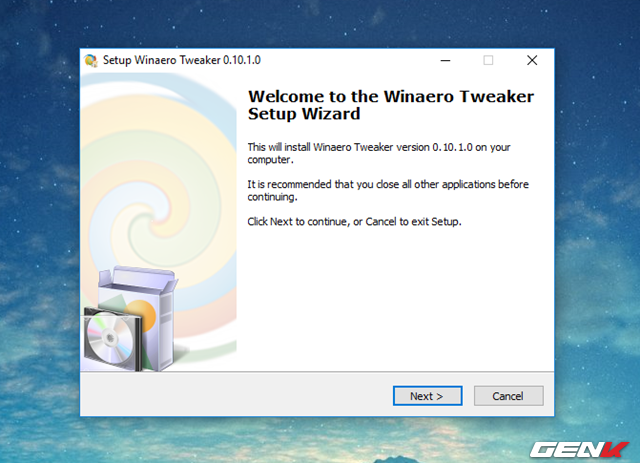 Setup Winaero Tweaker 0.10.1.0
Welcome to the Winaero Tweaker
Setup Wizard
This will install Winaero Tweaker version 0.10.1.0 on your
computer.
It is recommended that you close all other applications before
continuing.
Click Next to continue, or Cancel to exit Setup.
Next >
Cancel
GENK